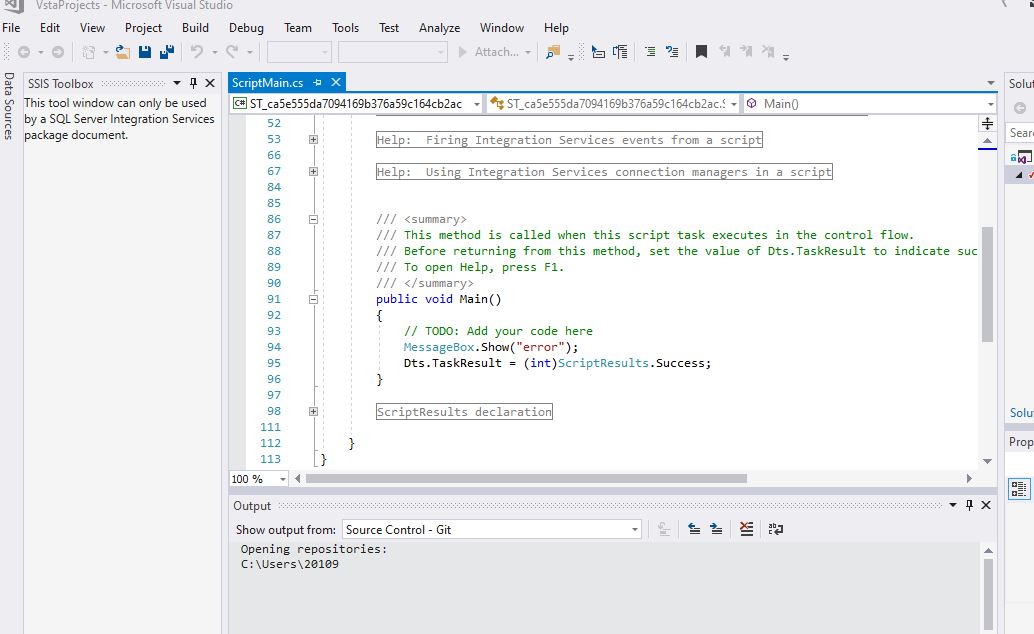 VstaProjects - Microsoft Visual Studio
File Edit View Project Build Debug Team Tools Test Analyze Window Help
Attach...
Data Sources
SSIS Toolbox
This tool window can only be used
by a SQL Server Integration Services
package document.
ScriptMain.cs
C# ST_ca5e555da7094169b376a59c164cb2ac
ST_ca5e555da7094169b376a59c164cb2ac.S
Main()
52
53 Help:  Firing Integration Services events from a script
66
67 Help:  Using Integration Services connection managers in a script
84
85
86 /// <summary>
87 /// This method is called when this script task executes in the control flow.
88 /// Before returning from this method, set the value of Dts.TaskResult to indicate suc
89 /// To open Help, press F1.
90 /// </summary>
91 public void Main()
92 {
93 // TODO: Add your code here
94 MessageBox.Show("error");
95 Dts.TaskResult = (int)ScriptResults.Success;
96 }
97
98 ScriptResults declaration
111
112 }
113 }
100 %
Output
Show output from: Source Control - Git
Opening repositories:
C:\Users\20109
Solut
Sear
Solu
Prop